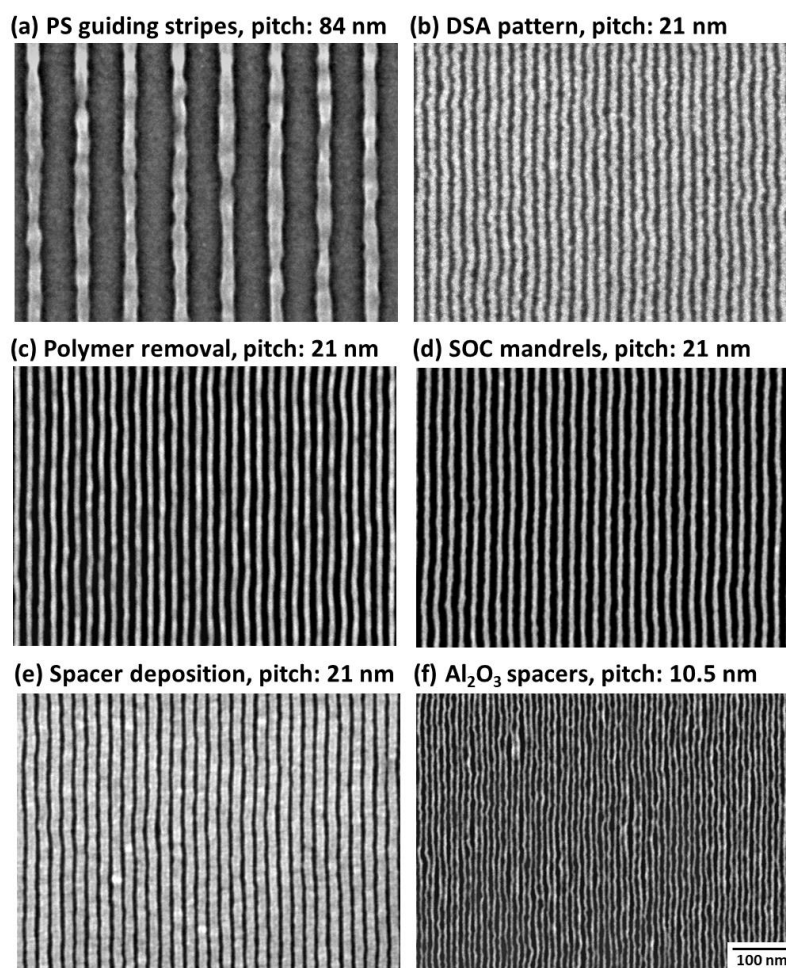 (a) PS guiding stripes, pitch: 84 nm
(b) DSA pattern, pitch: 21 nm
(c) Polymer removal, pitch: 21 nm
(d) SOC mandrels, pitch: 21 nm
(e) Spacer deposition, pitch: 21 nm
(f) Al₂O₃ spacers, pitch: 10.5 nm
100 nm